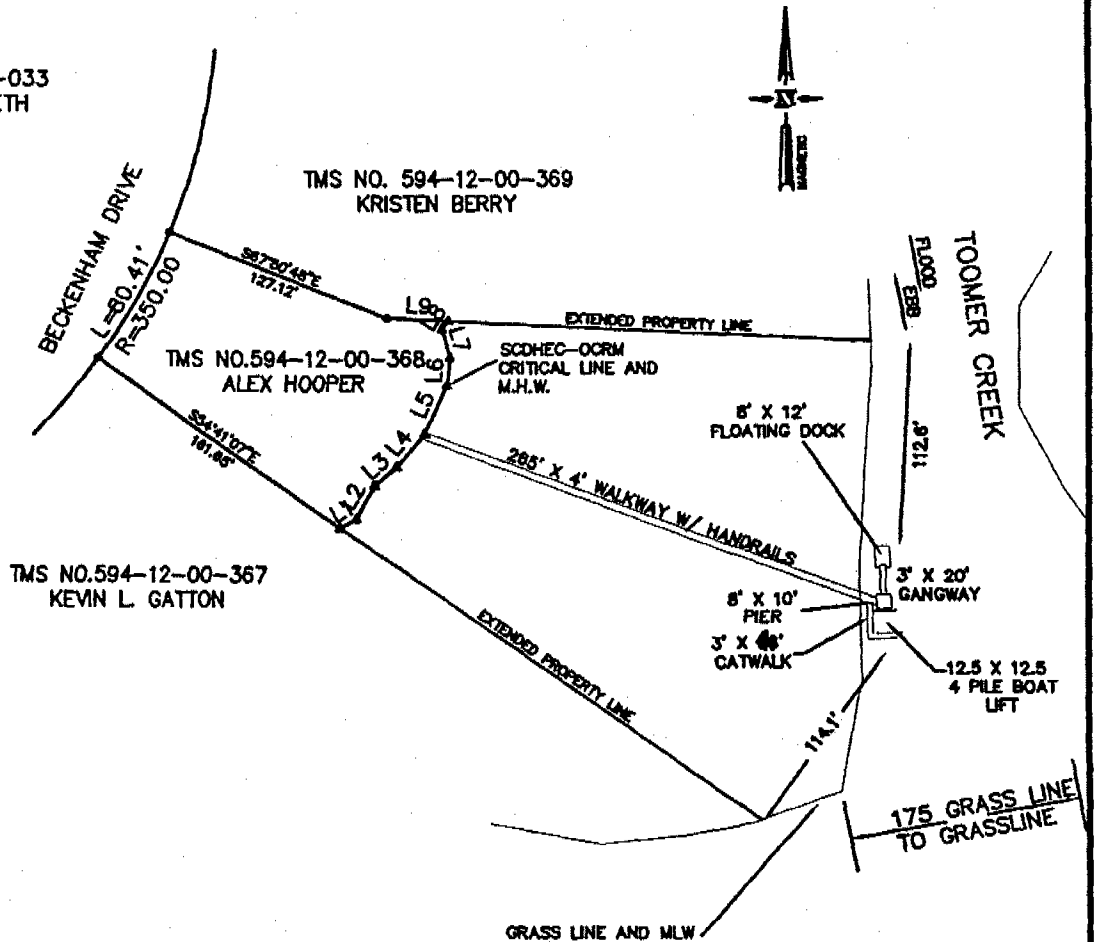 -033
TH
TMS NO. 594-12-00-369
KRISTEN BERRY
MAGNETIC
BECKENHAM DRIVE
L=80.41'
R=350.00
S67°50'48"E
127.12'
L9
L8
L7
L6
L5
L4
L3
L2
L1
EXTENDED PROPERTY LINE
FLOOD
EBB
TOOMER CREEK
TMS NO.594-12-00-368
ALEX HOOPER
SCDHEC-OCRM
CRITICAL LINE AND
M.H.W.
S54°41'07"E
161.65'
8' X 12'
FLOATING DOCK
112.6'
265' X 4' WALKWAY W/ HANDRAILS
TMS NO.594-12-00-367
KEVIN L. GATTON
3' X 20'
GANGWAY
8' X 10'
PIER
3' X
CATWALK
12.5 X 12.5
4 PILE BOAT
LIFT
EXTENDED PROPERTY LINE
114.1'
175 GRASS LINE
TO GRASSLINE
GRASS LINE AND MLW